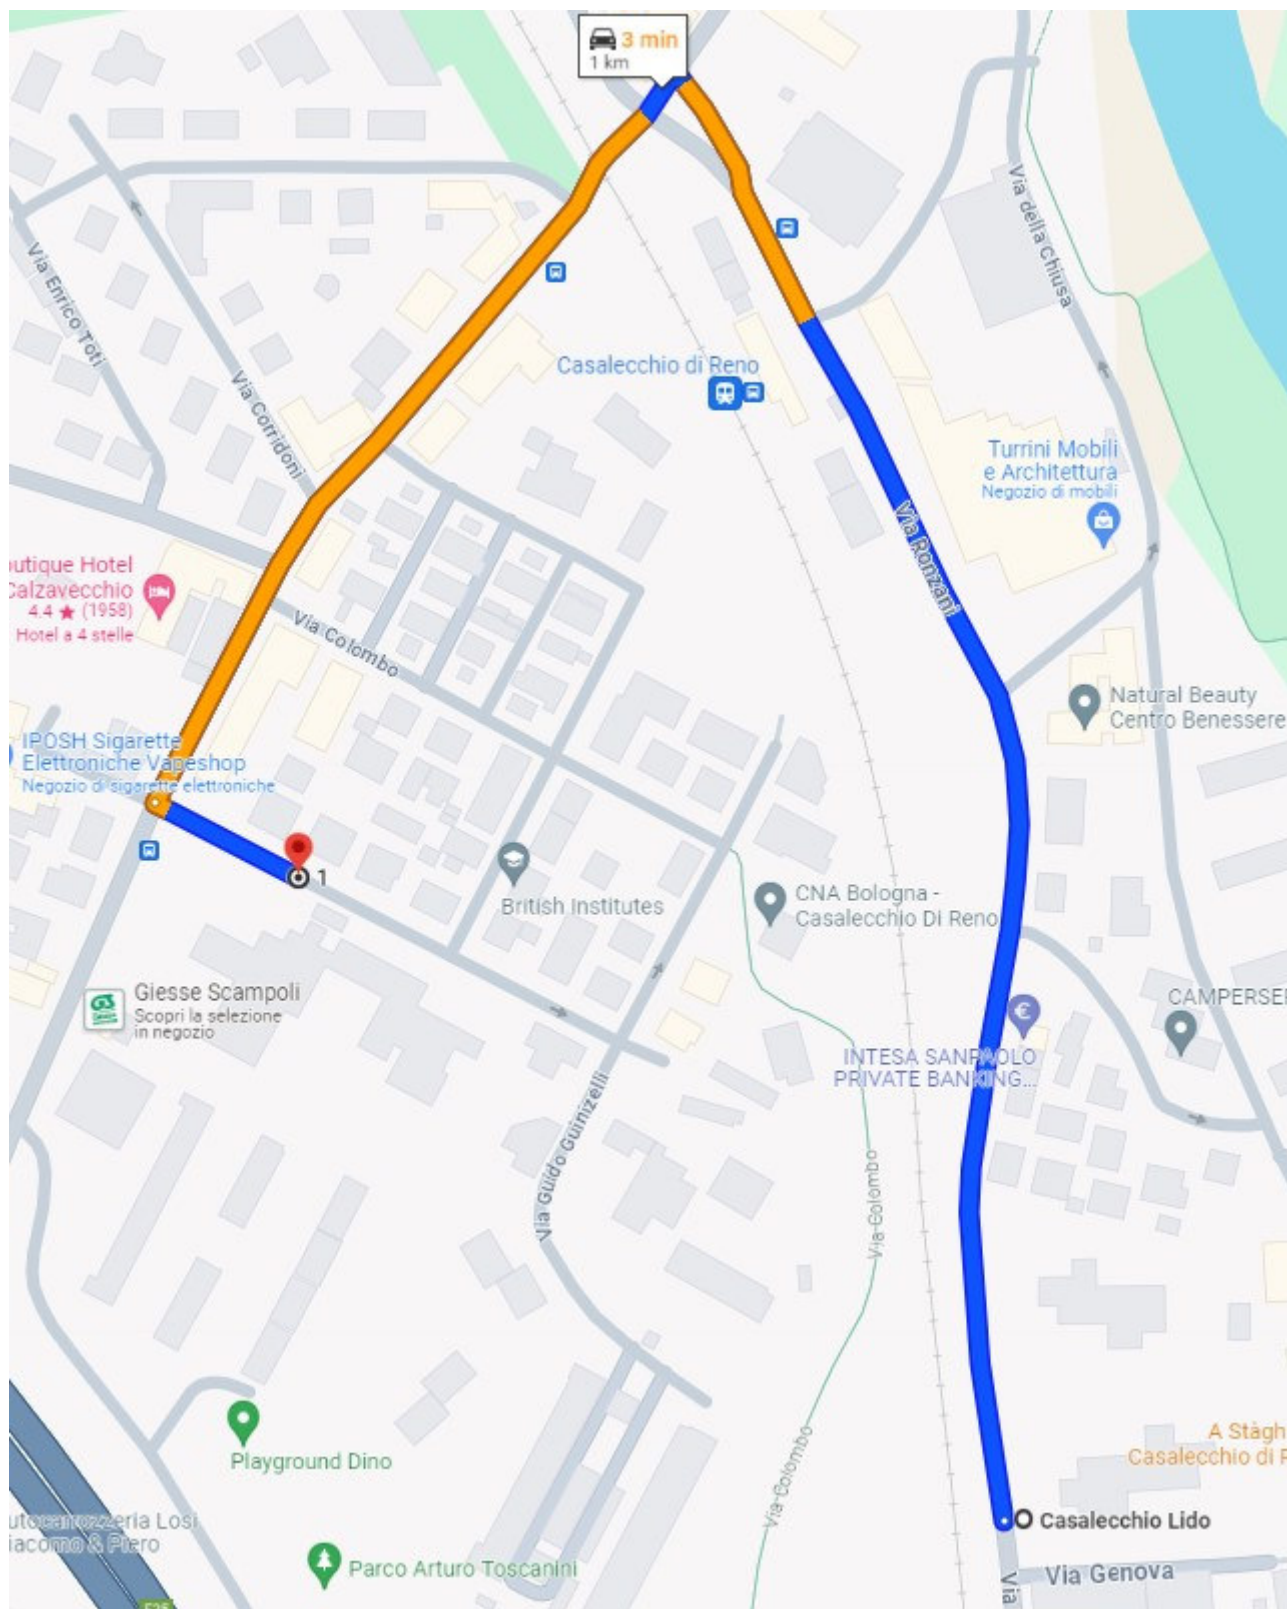 3 min
1 km
Via della Chiusa
Via Enrico Toti
Via Corridoni
Casalecchio di Reno
Turrini Mobili
e Architettura
Negozio di mobili
Via Ronzani
outique Hotel
Calzavecchio
4.4 ★ (1958)
Hotel a 4 stelle
Via Colombo
Natural Beauty
Centro Benessere
IPOSH Sigarette
Elettroniche Vapeshop
Negozio di sigarette elettroniche
1
British Institutes
CNA Bologna -
Casalecchio Di Reno
Giesse Scampoli
Scopri la selezione
in negozio
CAMPERSE
INTESA SANPAOLO
PRIVATE BANKING...
Via Guido Guinizelli
Via Colombo
Playground Dino
Via Colombo
A Stàgh
Casalecchio di R
utocarrozzeria Losi
iacomo & Piero
Casalecchio Lido
Parco Arturo Toscanini
Via Genova
Via